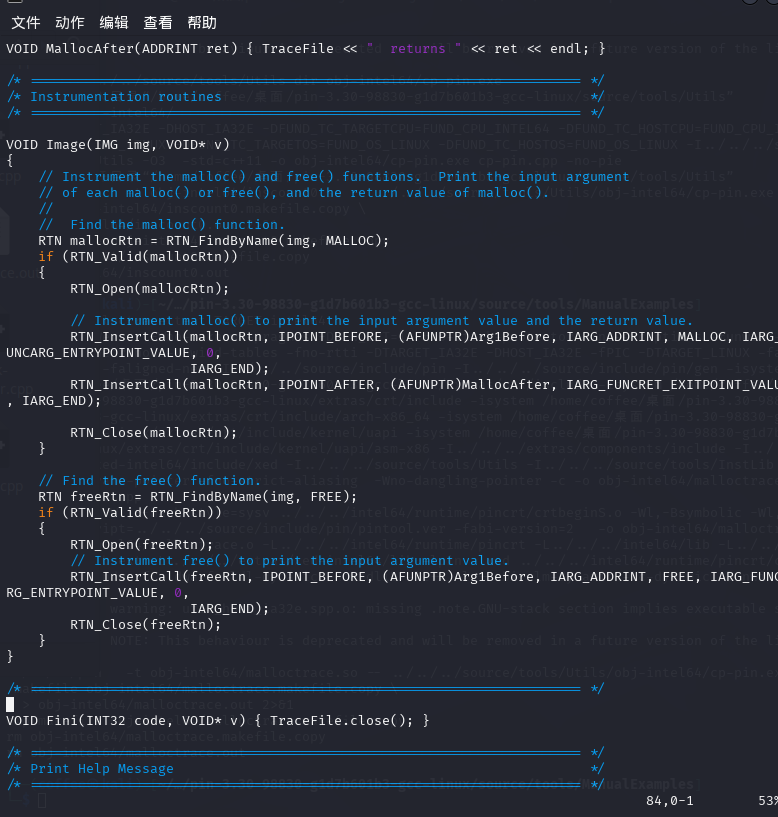 文件 动作 编辑 查看 帮助
VOID MallocAfter(ADDRINT ret) { TraceFile << "  returns " << ret << endl; }
/* ===================================================================== */
/* Instrumentation routines                                              */
/* ===================================================================== */
VOID Image(IMG img, VOID* v)
{
    // Instrument the malloc() and free() functions.  Print the input argument
    // of each malloc() or free(), and the return value of malloc().
    //
    //  Find the malloc() function.
    RTN mallocRtn = RTN_FindByName(img, MALLOC);
    if (RTN_Valid(mallocRtn))
    {
        RTN_Open(mallocRtn);
        // Instrument malloc() to print the input argument value and the return value.
        RTN_InsertCall(mallocRtn, IPOINT_BEFORE, (AFUNPTR)Arg1Before, IARG_ADDRINT, MALLOC, IARG_
UNCARG_ENTRYPOINT_VALUE, 0,
                       IARG_END);
        RTN_InsertCall(mallocRtn, IPOINT_AFTER, (AFUNPTR)MallocAfter, IARG_FUNCRET_EXITPOINT_VALU
, IARG_END);
        RTN_Close(mallocRtn);
    }
    // Find the free() function.
    RTN freeRtn = RTN_FindByName(img, FREE);
    if (RTN_Valid(freeRtn))
    {
        RTN_Open(freeRtn);
        // Instrument free() to print the input argument value.
        RTN_InsertCall(freeRtn, IPOINT_BEFORE, (AFUNPTR)Arg1Before, IARG_ADDRINT, FREE, IARG_FUNC
RG_ENTRYPOINT_VALUE, 0,
                       IARG_END);
        RTN_Close(freeRtn);
    }
}
/* ===================================================================== */
VOID Fini(INT32 code, VOID* v) { TraceFile.close(); }
/* ===================================================================== */
/* Print Help Message                                                    */
/* ===================================================================== */
84,0-1 53%